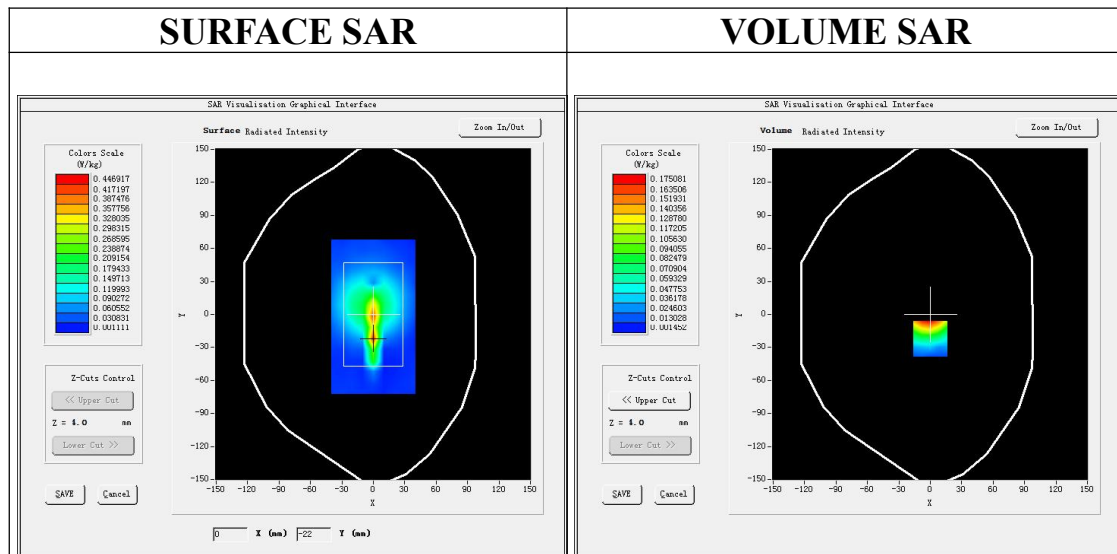 SURFACE SAR
VOLUME SAR
SAR Visualisation Graphical Interface
Surface Radiated Intensity
Zoom In/Out
Colors Scale
(W/kg)
0.446917
0.417197
0.387476
0.357756
0.328035
0.298315
0.268595
0.238874
0.209154
0.179433
0.149713
0.119993
0.090272
0.060552
0.030831
0.001111
Z-Cuts Control
<< Upper Cut
Z = 4.0 mm
Lower Cut >>
SAVE
Cancel
150
120
90
60
30
0
-30
-60
-90
-120
-150
Y
-150 -120 -90 -60 -30 0 30 60 90 120 150
X
0 X (mm) -22 Y (mm)
SAR Visualisation Graphical Interface
Volume Radiated Intensity
Zoom In/Out
Colors Scale
(W/kg)
0.175081
0.163506
0.151931
0.140356
0.128780
0.117205
0.105630
0.094055
0.082479
0.070904
0.059329
0.047753
0.036178
0.024603
0.013028
0.001452
Z-Cuts Control
<< Upper Cut
Z = 4.0 mm
Lower Cut >>
SAVE
Cancel
150
120
90
60
30
0
-30
-60
-90
-120
-150
Y
-150 -120 -90 -60 -30 0 30 60 90 120 150
X